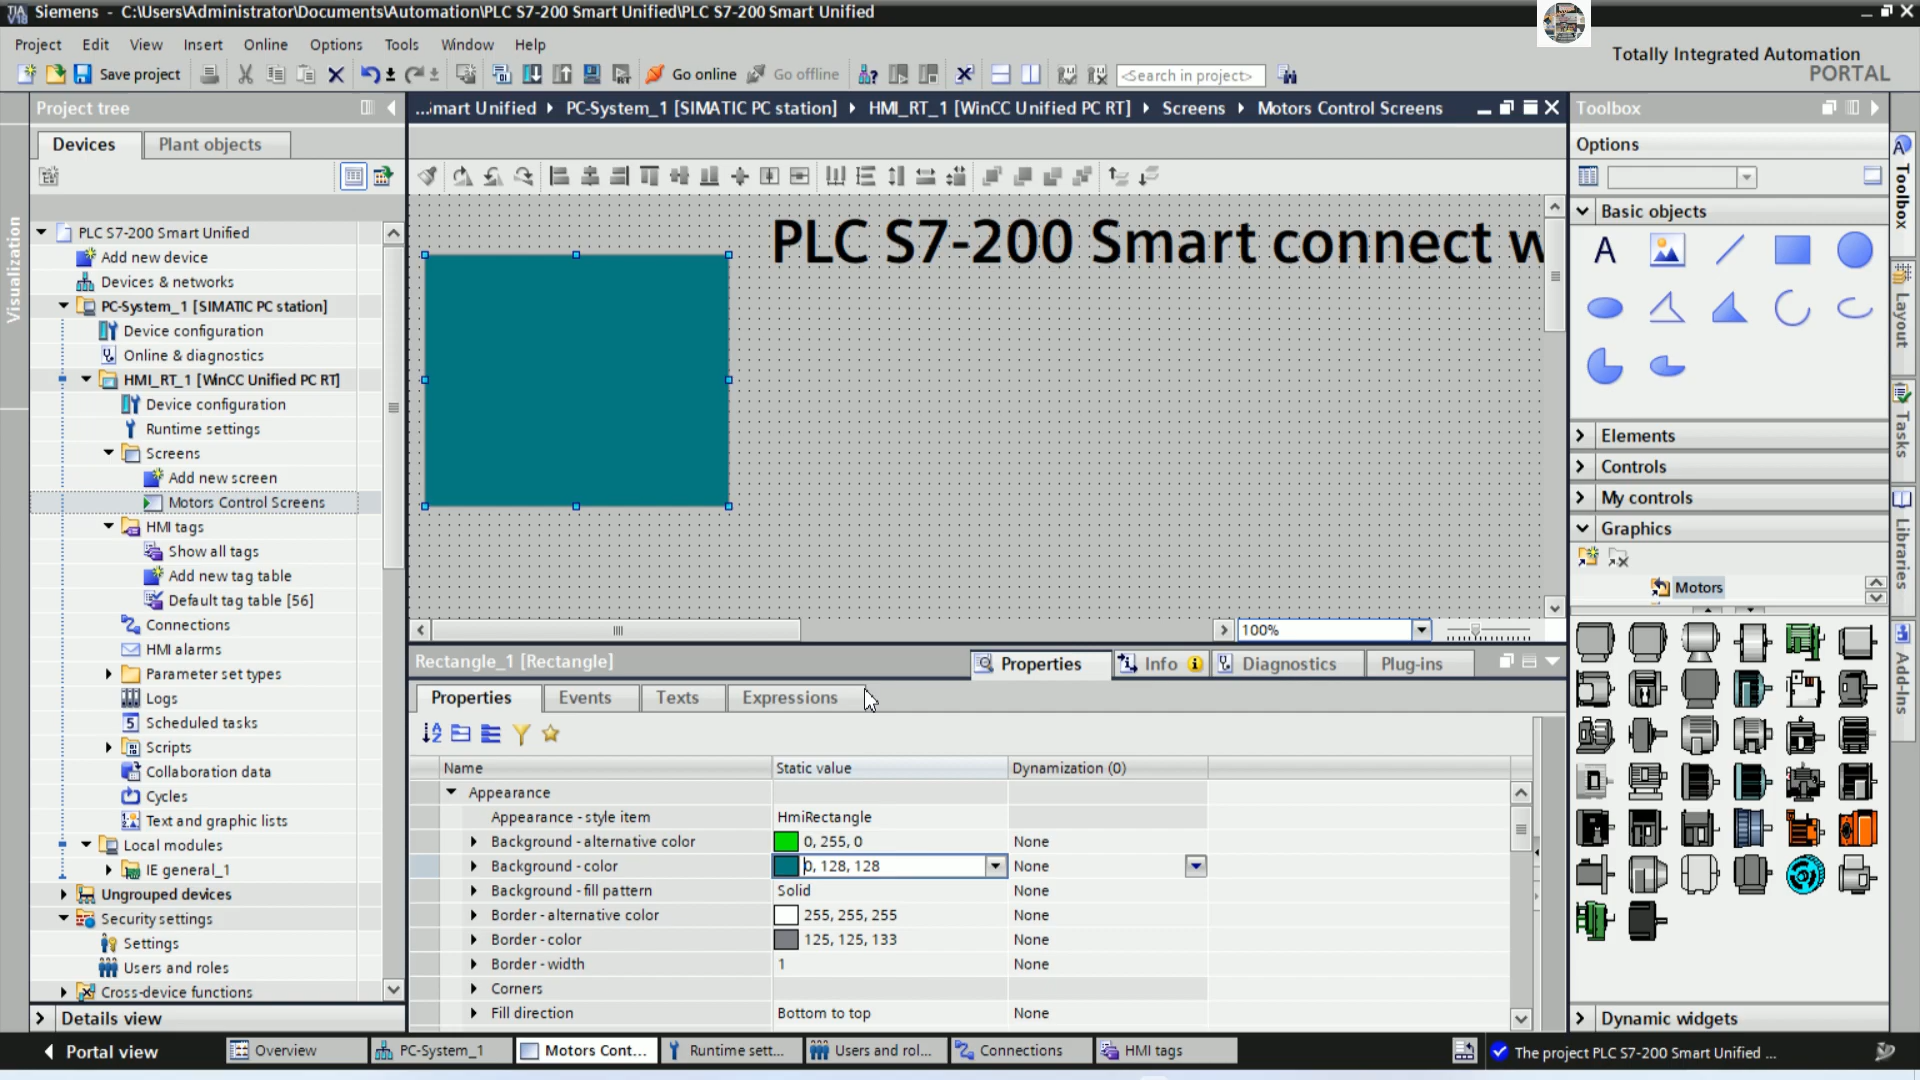 Siemens - C:\Users\Administrator\Documents\Automation\PLC S7-200 Smart Unified\PLC S7-200 Smart Unified
Project Edit View Insert Online Options Tools Window Help
Totally Integrated Automation
PORTAL
Save project
Go online
Go offline
<Search in project>
Project tree
...mart Unified
PC-System_1 [SIMATIC PC station]
HMI_RT_1 [WinCC Unified PC RT]
Screens
Motors Control Screens
Toolbox
Devices
Plant objects
Options
Visualization
PLC S7-200 Smart Unified
Add new device
Devices & networks
PC-System_1 [SIMATIC PC station]
Device configuration
Online & diagnostics
HMI_RT_1 [WinCC Unified PC RT]
Device configuration
Runtime settings
Screens
Add new screen
Motors Control Screens
HMI tags
Show all tags
Add new tag table
Default tag table [56]
Connections
HMI alarms
Parameter set types
Logs
Scheduled tasks
Scripts
Collaboration data
Cycles
Text and graphic lists
Local modules
IE general_1
Ungrouped devices
Security settings
Settings
Users and roles
Cross-device functions
Details view
PLC S7-200 Smart connect w
100%
Rectangle_1 [Rectangle]
Properties
Info
Diagnostics
Plug-ins
Properties
Events
Texts
Expressions
Name Static value Dynamization (0)
Appearance
Appearance - style item HmiRectangle
Background - alternative color 0, 255, 0 None
Background - color 0, 128, 128 None
Background - fill pattern Solid None
Border - alternative color 255, 255, 255 None
Border - color 125, 125, 133 None
Border - width 1 None
Corners
Fill direction Bottom to top None
Basic objects
Elements
Controls
My controls
Graphics
Motors
Dynamic widgets
Toolbox
Layout
Tasks
Libraries
Add-Ins
Portal view
Overview
PC-System_1
Motors Cont...
Runtime sett...
Users and rol...
Connections
HMI tags
The project PLC S7-200 Smart Unified ...